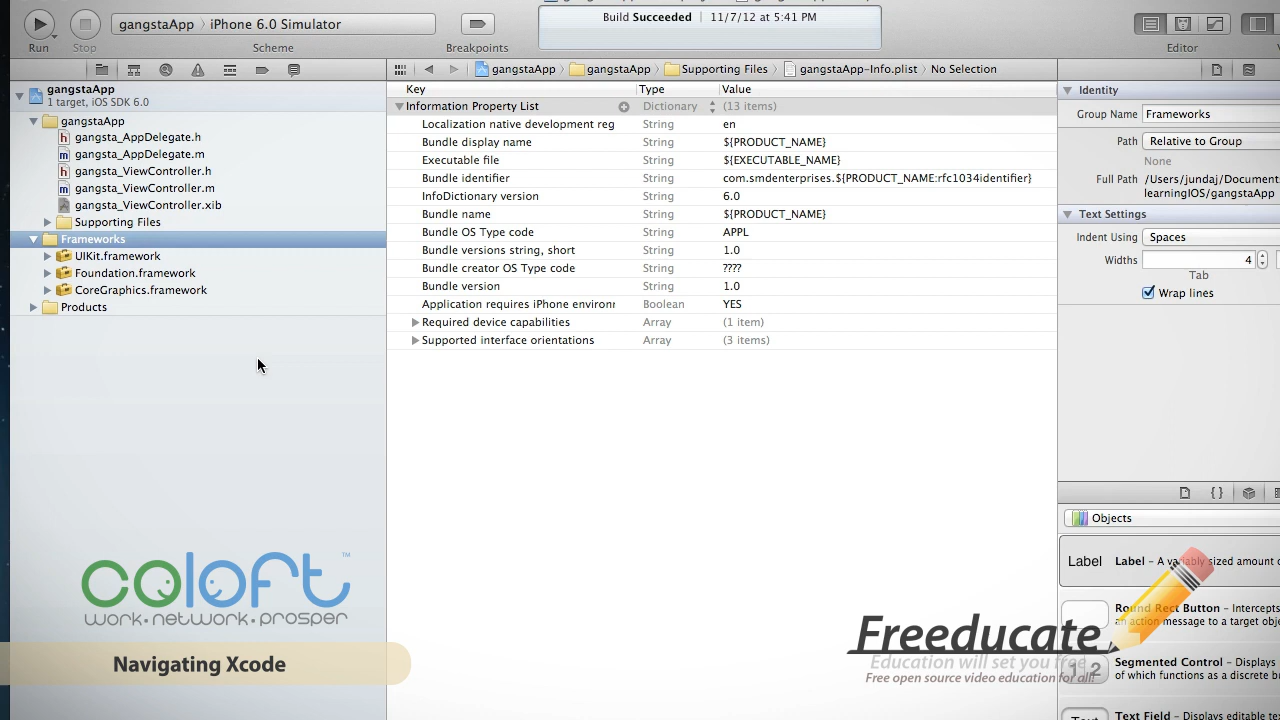 gangstaApp
iPhone 6.0 Simulator
Build Succeeded
11/7/12 at 5:41 PM
Run
Stop
Scheme
Breakpoints
Editor
gangstaApp
gangstaApp
Supporting Files
gangstaApp-Info.plist
No Selection
gangstaApp
1 target, iOS SDK 6.0
gangstaApp
gangsta_AppDelegate.h
gangsta_AppDelegate.m
gangsta_ViewController.h
gangsta_ViewController.m
gangsta_ViewController.xib
Supporting Files
Frameworks
UIKit.framework
Foundation.framework
CoreGraphics.framework
Products
Key Type Value
Information Property List Dictionary (13 items)
Localization native development reg String en
Bundle display name String ${PRODUCT_NAME}
Executable file String ${EXECUTABLE_NAME}
Bundle identifier String com.smdenterprises.${PRODUCT_NAME:rfc1034identifier}
InfoDictionary version String 6.0
Bundle name String ${PRODUCT_NAME}
Bundle OS Type code String APPL
Bundle versions string, short String 1.0
Bundle creator OS Type code String ????
Bundle version String 1.0
Application requires iPhone environr Boolean YES
Required device capabilities Array (1 item)
Supported interface orientations Array (3 items)
Identity
Group Name Frameworks
Path Relative to Group
None
Full Path /Users/jundaj/Document
learningIOS/gangstaApp
Text Settings
Indent Using Spaces
Widths 4
Tab
Wrap lines
{ }
Objects
Label Label – A variably sized amount
Round Rect Button – Intercepts
an action message to a target obje
1 2 Segmented Control – Displays
of which functions as a discrete b
Text Text Field – Displays editable te
coloft™
work.network.prosper
Navigating Xcode
Freeducate
Education will set you free
Free open source video education for all!